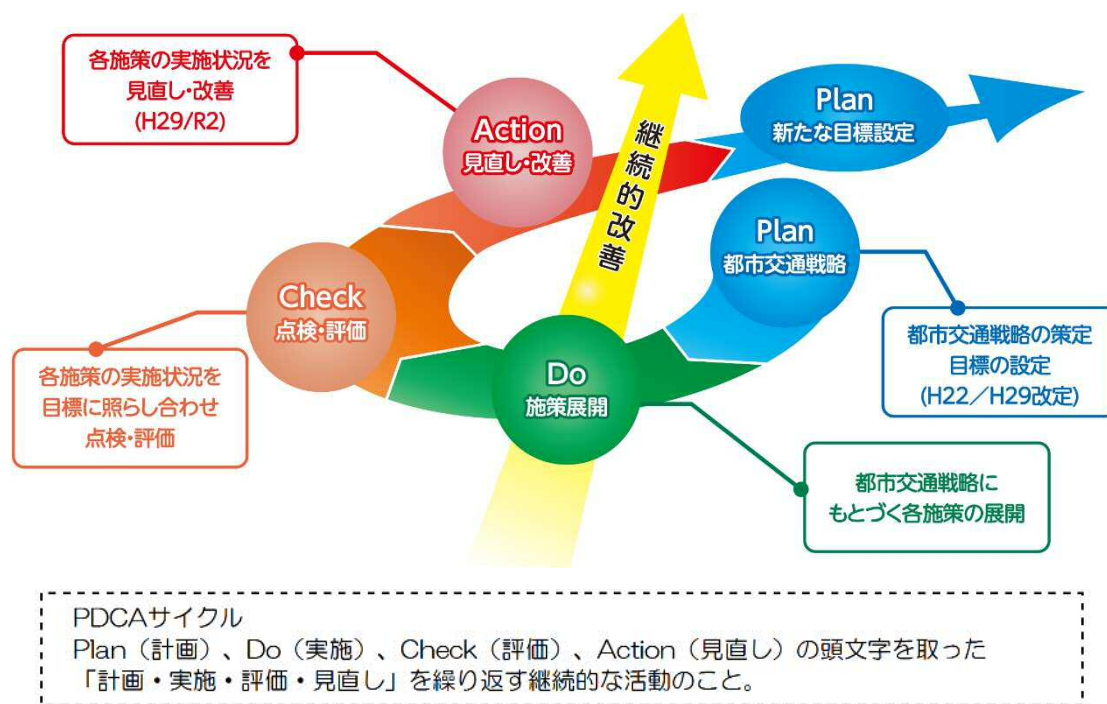 各施策の実施状況を
見直し・改善
(H29/R2)
Action
見直し・改善
継続的改善
Plan
新たな目標設定
Plan
都市交通戦略
Check
点検・評価
都市交通戦略の策定
目標の設定
(H22／H29改定)
各施策の実施状況を
目標に照らし合わせ
点検・評価
Do
施策展開
都市交通戦略に
もとづく各施策の展開
PDCAサイクル
Plan（計画）、Do（実施）、Check（評価）、Action（見直し）の頭文字を取った
「計画・実施・評価・見直し」を繰り返す継続的な活動のこと。